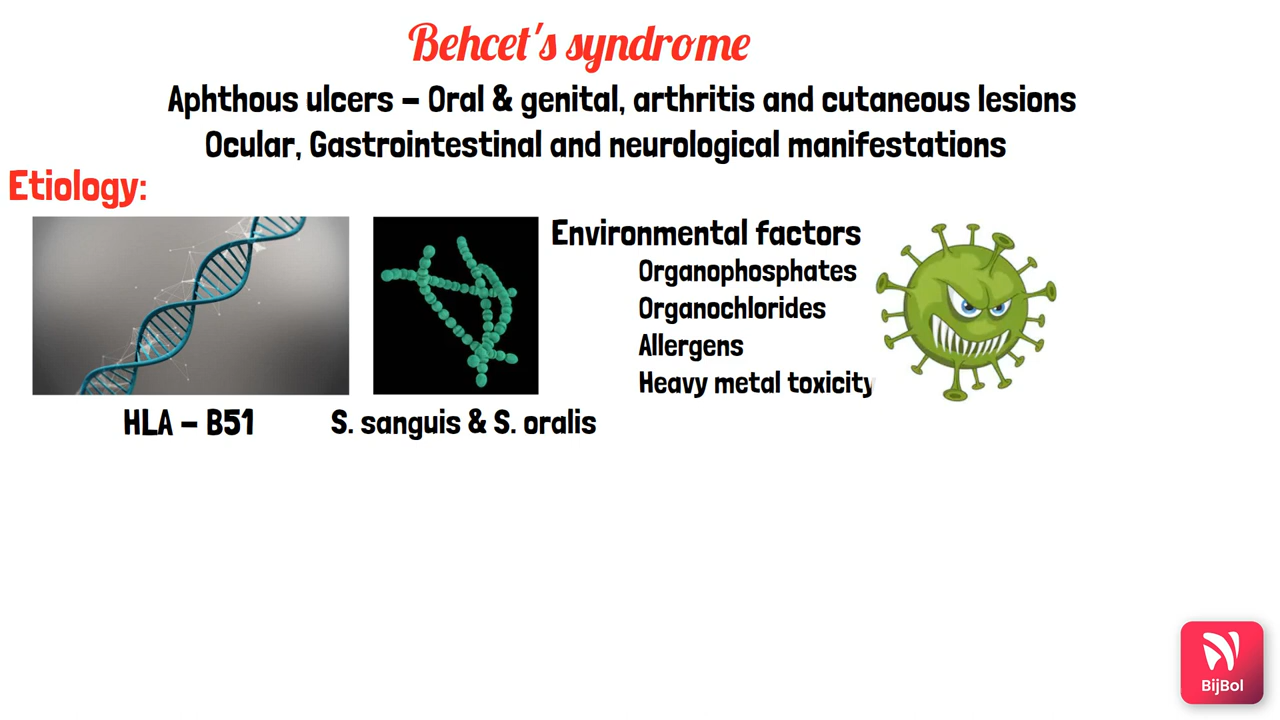 Behcet's syndrome
Aphthous ulcers – Oral & genital, arthritis and cutaneous lesions
Ocular, Gastrointestinal and neurological manifestations
Etiology:
Environmental factors
Organophosphates
Organochlorides
Allergens
Heavy metal toxicity
HLA – B51
S. sanguis & S. oralis
BijBol